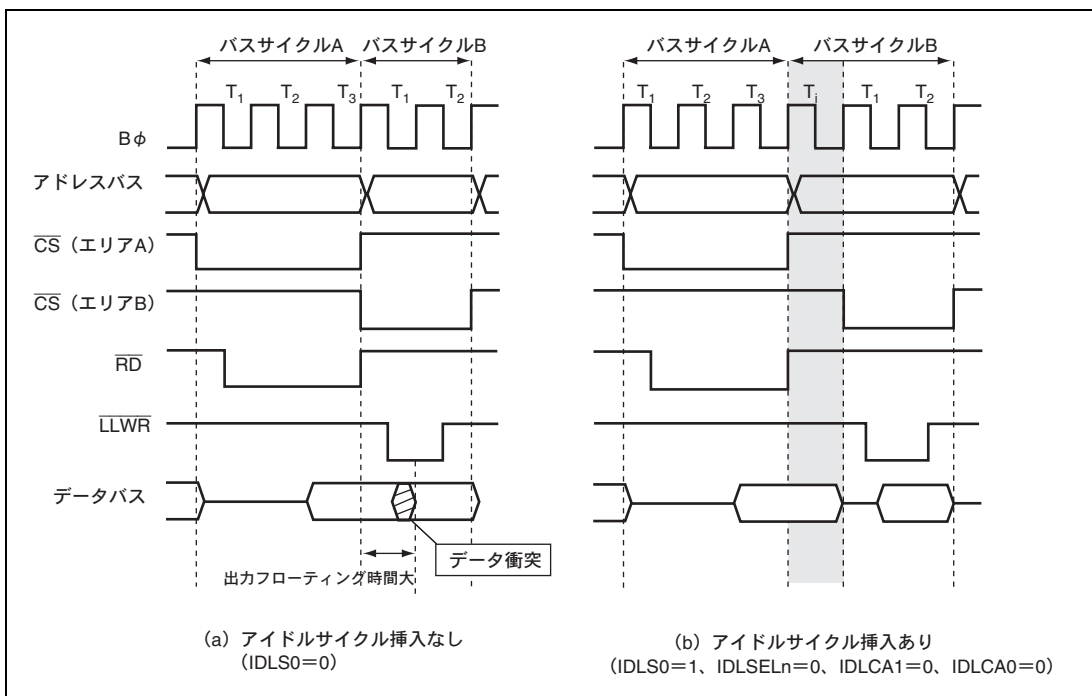 バスサイクルA バスサイクルB
T1 T2 T3 T1 T2
Bφ
アドレスバス
CS（エリアA）
CS（エリアB）
RD
LLWR
データバス
データ衝突
出力フローティング時間大
(a) アイドルサイクル挿入なし
(IDLS0＝0)
バスサイクルA バスサイクルB
T1 T2 T3 Ti T1 T2
(b) アイドルサイクル挿入あり
(IDLS0＝1、IDLSELn＝0、IDLCA1＝0、IDLCA0＝0)